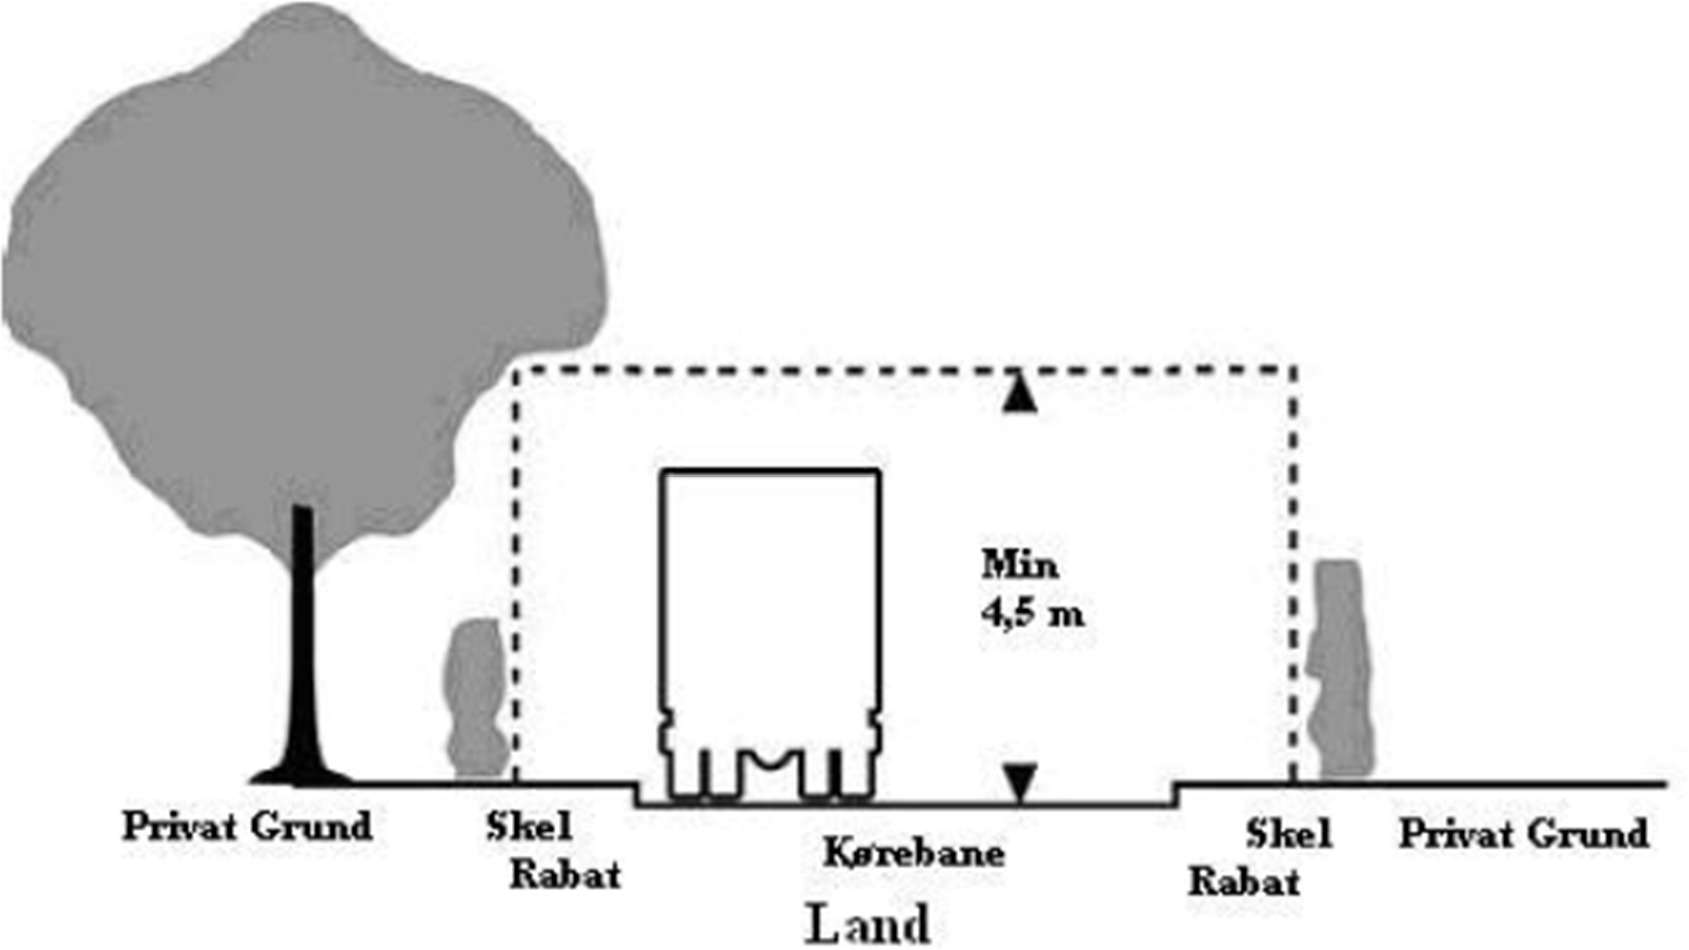 Min
4,5 m
Privat Grund
Skel
Rabat
Kørebane
Skel
Rabat
Privat Grund
Land